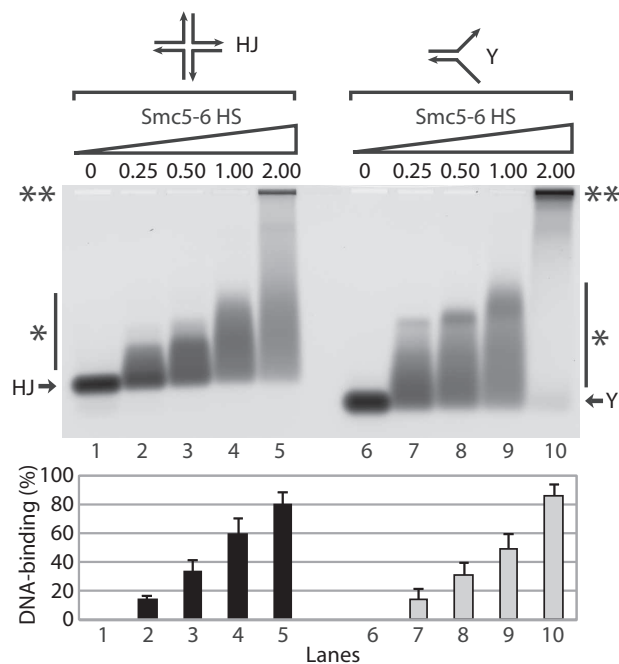 HJ Y
Smc5-6 HS Smc5-6 HS
0 0.25 0.50 1.00 2.00 0 0.25 0.50 1.00 2.00
** **
* *
HJ Y
1 2 3 4 5 6 7 8 9 10
DNA-binding (%)
100
80
60
40
20
0
1 2 3 4 5 6 7 8 9 10
Lanes